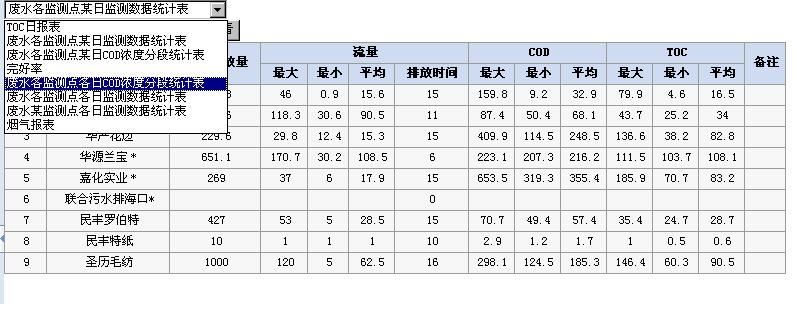 废水各监测点某日监测数据统计表
TOC日报表
废水各监测点某日监测数据统计表
废水各监测点某日COD浓度分段统计表
完好率
废水各监测点各日COD浓度分段统计表
废水各监测点各日监测数据统计表
废水某监测点各日监测数据统计表
烟气报表
放量 流量 COD TOC 备注
最大 最小 平均 排放时间 最大 最小 平均 最大 最小 平均
46 0.9 15.6 15 159.8 9.2 32.9 79.9 4.6 16.5
118.3 30.6 90.5 11 87.4 50.4 68.1 43.7 25.2 34
3 华产花边 229.6 29.8 12.4 15.3 15 409.9 114.5 248.5 136.6 38.2 82.8
4 华源兰宝 * 651.1 170.7 30.2 108.5 6 223.1 207.3 216.2 111.5 103.7 108.1
5 嘉化实业 * 269 37 6 17.9 15 653.5 319.3 355.4 185.9 70.7 83.2
6 联合污水排海口* 0
7 民丰罗伯特 427 53 5 28.5 15 70.7 49.4 57.4 35.4 24.7 28.7
8 民丰特纸 10 1 1 1 10 2.9 1.2 1.7 1 0.5 0.6
9 圣历毛纺 1000 120 5 62.5 16 298.1 124.5 185.3 146.4 60.3 90.5